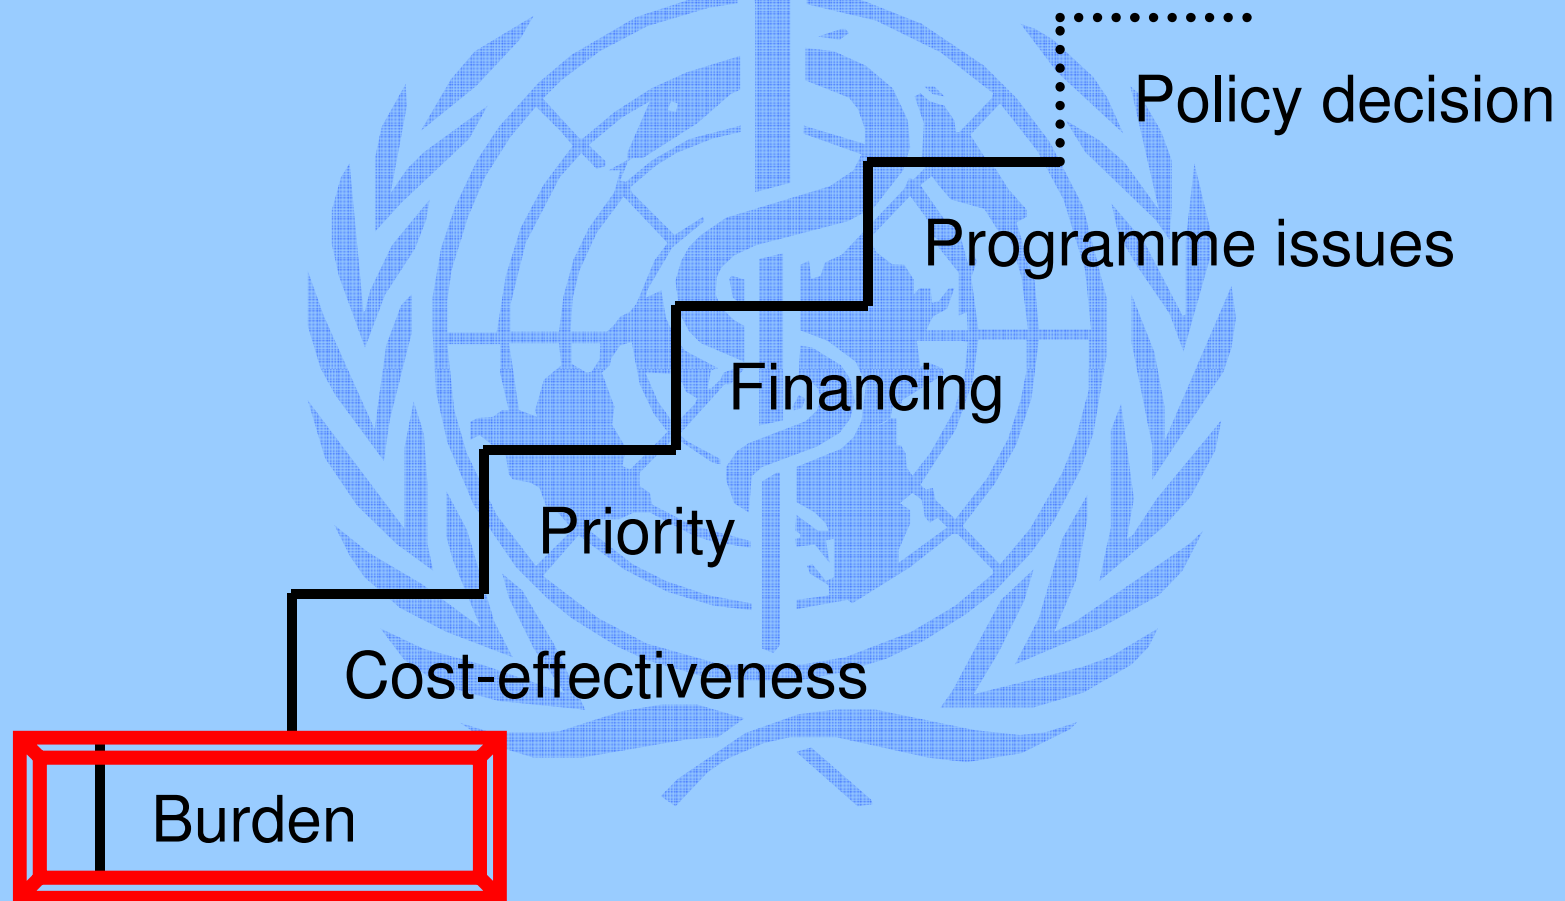 Policy decision
Programme issues
Financing
Priority
Cost-effectiveness
Burden